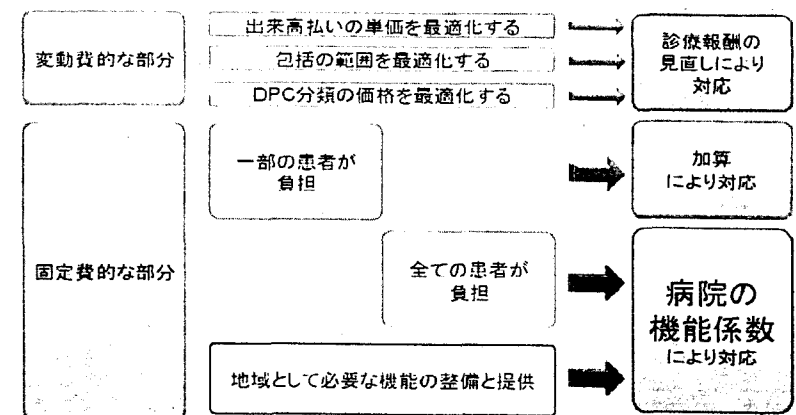 変動費的な部分
出来高払いの単価を最適化する
包括の範囲を最適化する
DPC分類の価格を最適化する
診療報酬の
見直しにより
対応
固定費的な部分
一部の患者が
負担
加算
により対応
全ての患者が
負担
地域として必要な機能の整備と提供
病院の
機能係数
により対応